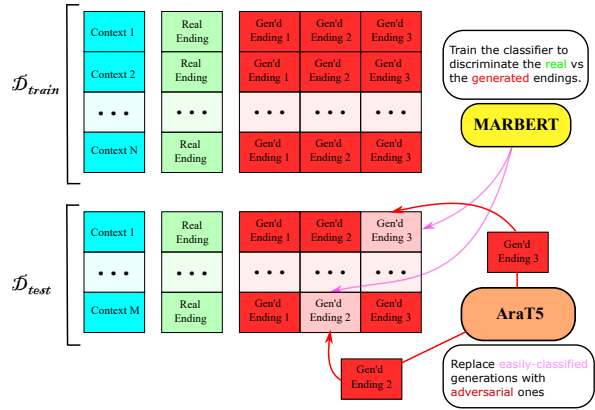 Context 1
Real
Ending
Gen'd
Ending 1
Gen'd
Ending 2
Gen'd
Ending 3
Context 2
Real
Ending
Gen'd
Ending 1
Gen'd
Ending 2
Gen'd
Ending 3
𝒟̃train
• • •
• • •
• • •
Context N
Real
Ending
Gen'd
Ending 1
Gen'd
Ending 2
Gen'd
Ending 3
Train the classifier to
discriminate the real vs
the generated endings.
MARBERT
Context 1
Real
Ending
Gen'd
Ending 1
Gen'd
Ending 2
Gen'd
Ending 3
𝒟̃test
• • •
• • •
• • •
• • •
• • •
Context M
Real
Ending
Gen'd
Ending 1
Gen'd
Ending 2
Gen'd
Ending 3
Gen'd
Ending 3
AraT5
Gen'd
Ending 2
Replace easily-classified
generations with
adversarial ones